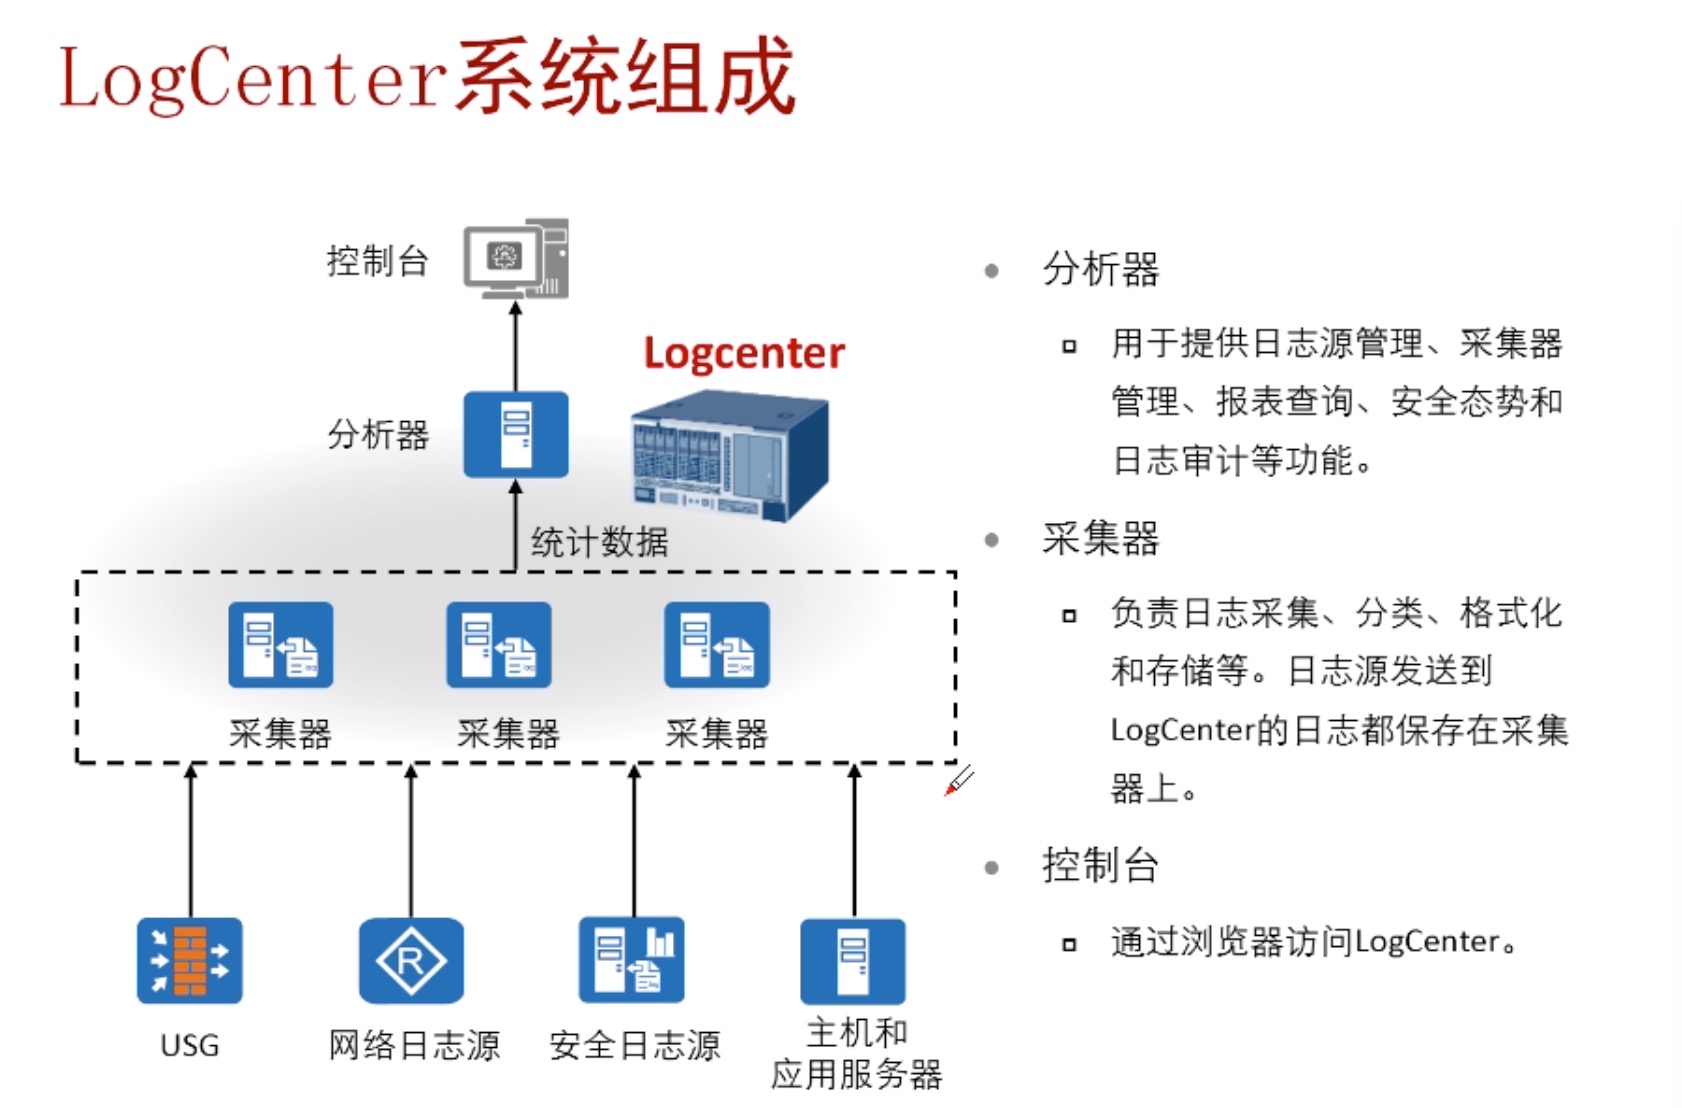 LogCenter系统组成
控制台
Logcenter
分析器
统计数据
采集器
采集器
采集器
USG
R
网络日志源
安全日志源
主机和
应用服务器
分析器
用于提供日志源管理、采集器
管理、报表查询、安全态势和
日志审计等功能。
采集器
负责日志采集、分类、格式化
和存储等。日志源发送到
LogCenter的日志都保存在采集
器上。
控制台
通过浏览器访问LogCenter。